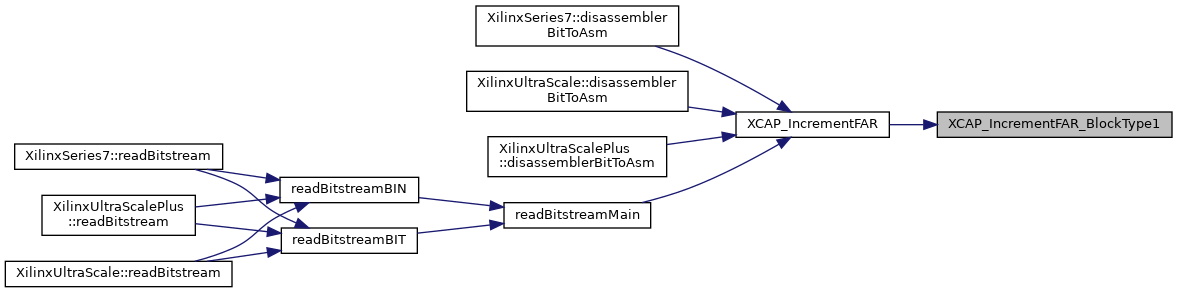 XilinxSeries7::disassembler
BitToAsm
XilinxUltraScale::disassembler
BitToAsm
XCAP_IncrementFAR
XCAP_IncrementFAR_BlockType1
XilinxUltraScalePlus
::disassemblerBitToAsm
XilinxSeries7::readBitstream
readBitstreamBIN
XilinxUltraScalePlus
::readBitstream
readBitstreamMain
readBitstreamBIT
XilinxUltraScale::readBitstream